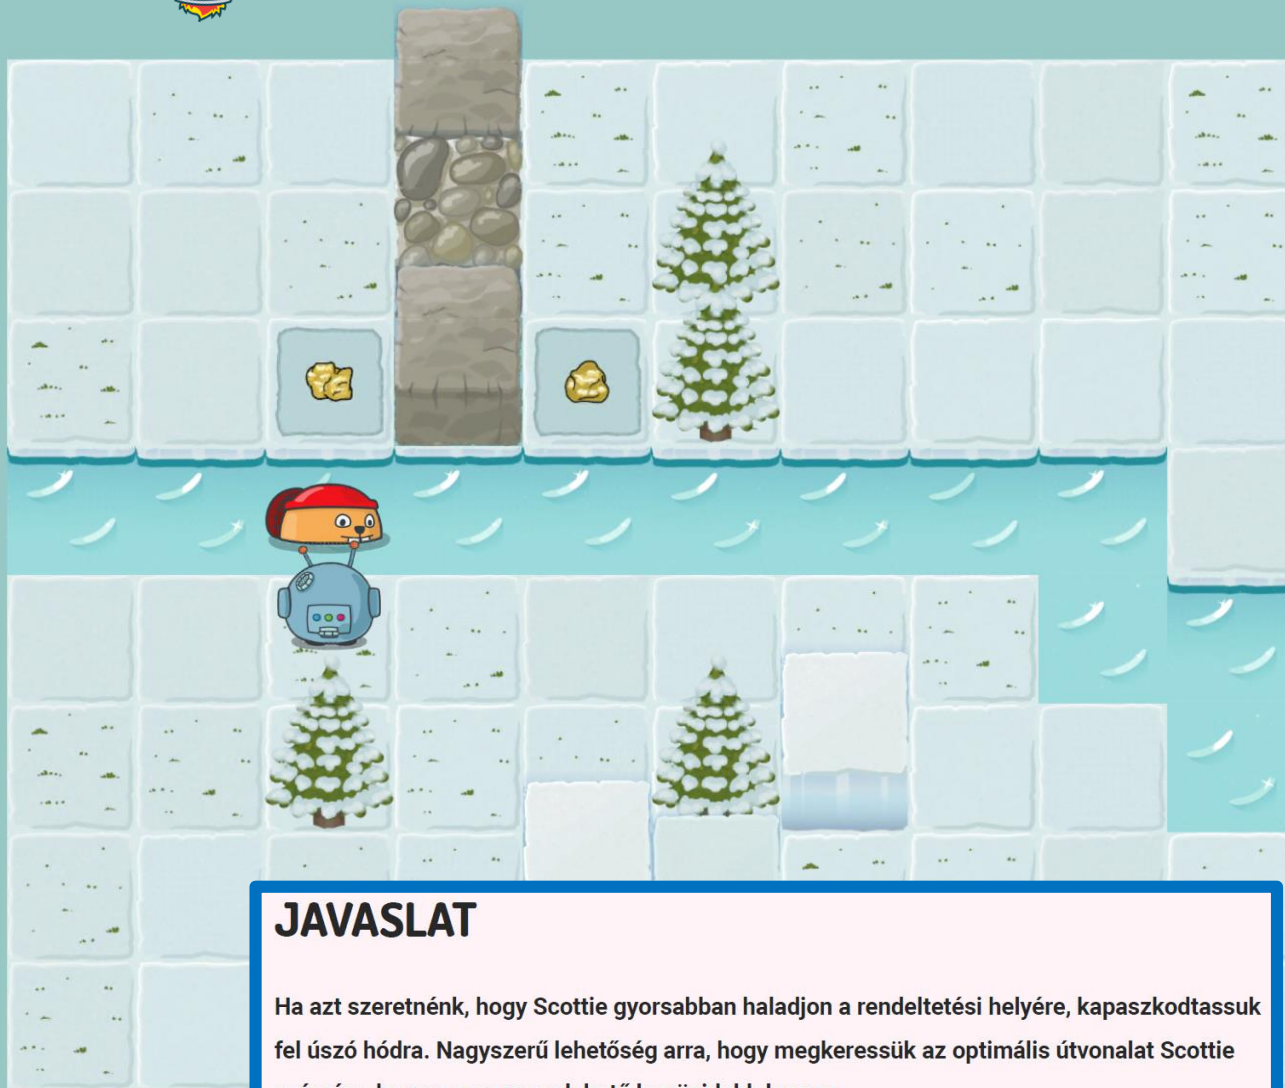 JAVASLAT
Ha azt szeretnénk, hogy Scottie gyorsabban haladjon a rendeltetési helyére, kapaszkodtassuk
fel úszó hódra. Nagyszerű lehetőség arra, hogy megkeressük az optimális útvonalat Scottie